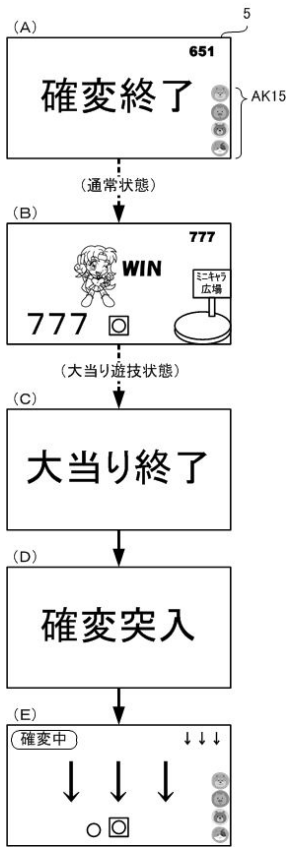 5
(A)
651
確変終了
AK15
(通常状態)
(B)
777
WIN
ミニキャラ
広場
777
(大当り遊技状態)
(C)
大当り終了
(D)
確変突入
(E)
確変中
↓↓↓
↓ ↓ ↓